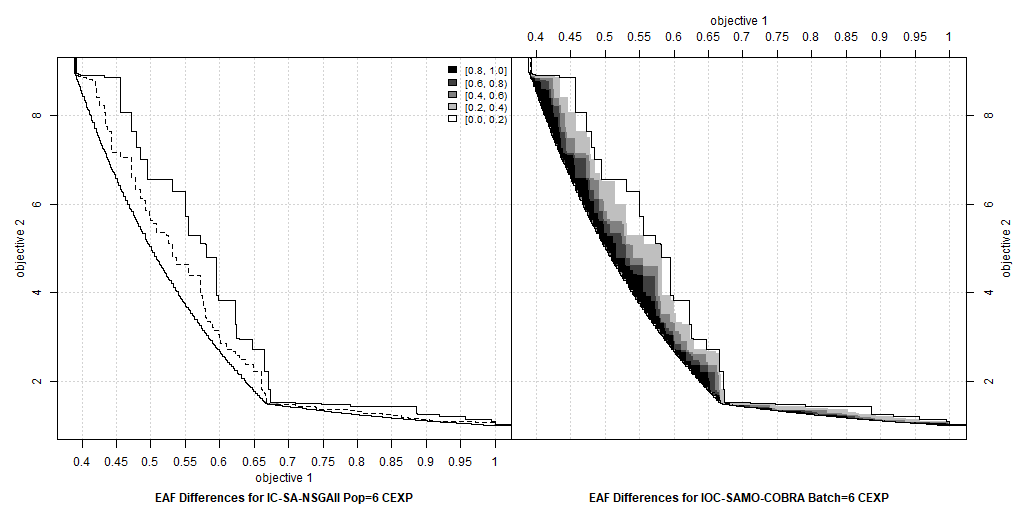 objective 1
0.4 0.45 0.5 0.55 0.6 0.65 0.7 0.75 0.8 0.85 0.9 0.95 1
[0.8, 1.0]
[0.6, 0.8)
[0.4, 0.6)
[0.2, 0.4)
[0.0, 0.2)
objective 2
2 4 6 8
2 4 6 8
objective 2
0.4 0.45 0.5 0.55 0.6 0.65 0.7 0.75 0.8 0.85 0.9 0.95 1
objective 1
EAF Differences for IC-SA-NSGAII Pop=6 CEXP
EAF Differences for IOC-SAMO-COBRA Batch=6 CEXP